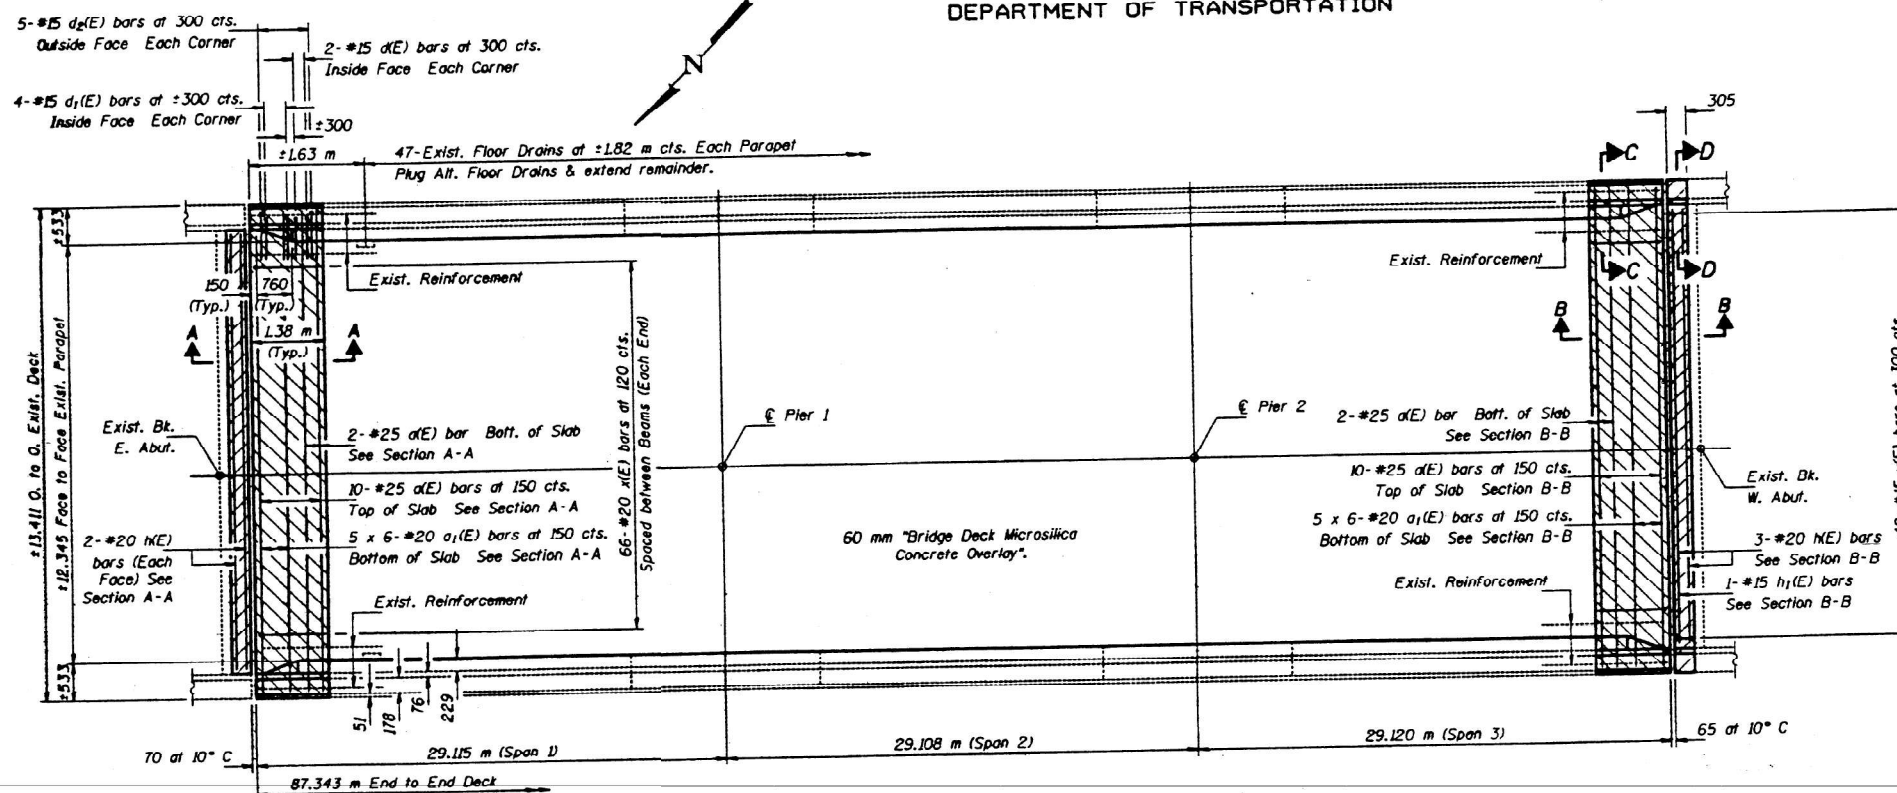 DEPARTMENT OF TRANSPORTATION
5-#15 d₂(E) bars at 300 cts.
Outside Face Each Corner
2-#15 d(E) bars at 300 cts.
Inside Face Each Corner
4-#15 d₁(E) bars at ±300 cts.
Inside Face Each Corner
±300
N
±1.63 m
47-Exist. Floor Drains at ±1.82 m cts. Each Parapet
Plug Alt. Floor Drains & extend remainder.
305
C
D
±533
Exist. Reinforcement
Exist. Reinforcement
C
D
150
(Typ.)
760
(Typ.)
1.38 m
(Typ.)
A
A
B
B
±13.411 O. to O. Exist. Deck
±12.345 Face to Face Exist. Parapet
66-#20 x(E) bars at 120 cts.
Spaced between Beams (Each End)
℄ Pier 1
℄ Pier 2
Exist. Bk.
E. Abut.
2-#25 a(E) bar Bott. of Slab
See Section A-A
2-#25 a(E) bar Bott. of Slab
See Section B-B
10-#25 a(E) bars at 150 cts.
Top of Slab See Section A-A
10-#25 a(E) bars at 150 cts.
Top of Slab Section B-B
Exist. Bk.
W. Abut.
5 x 6-#20 a₁(E) bars at 150 cts.
Bottom of Slab See Section A-A
5 x 6-#20 a₁(E) bars at 150 cts.
Bottom of Slab See Section B-B
60 mm "Bridge Deck Microsilica
Concrete Overlay".
2-#20 h(E)
bars (Each
Face) See
Section A-A
3-#20 h(E) bars
See Section B-B
1-#15 h₁(E) bars
See Section B-B
Exist. Reinforcement
Exist. Reinforcement
±533
51
178
76
229
70 at 10° C
29.115 m (Span 1)
29.108 m (Span 2)
29.120 m (Span 3)
65 at 10° C
87.343 m End to End Deck